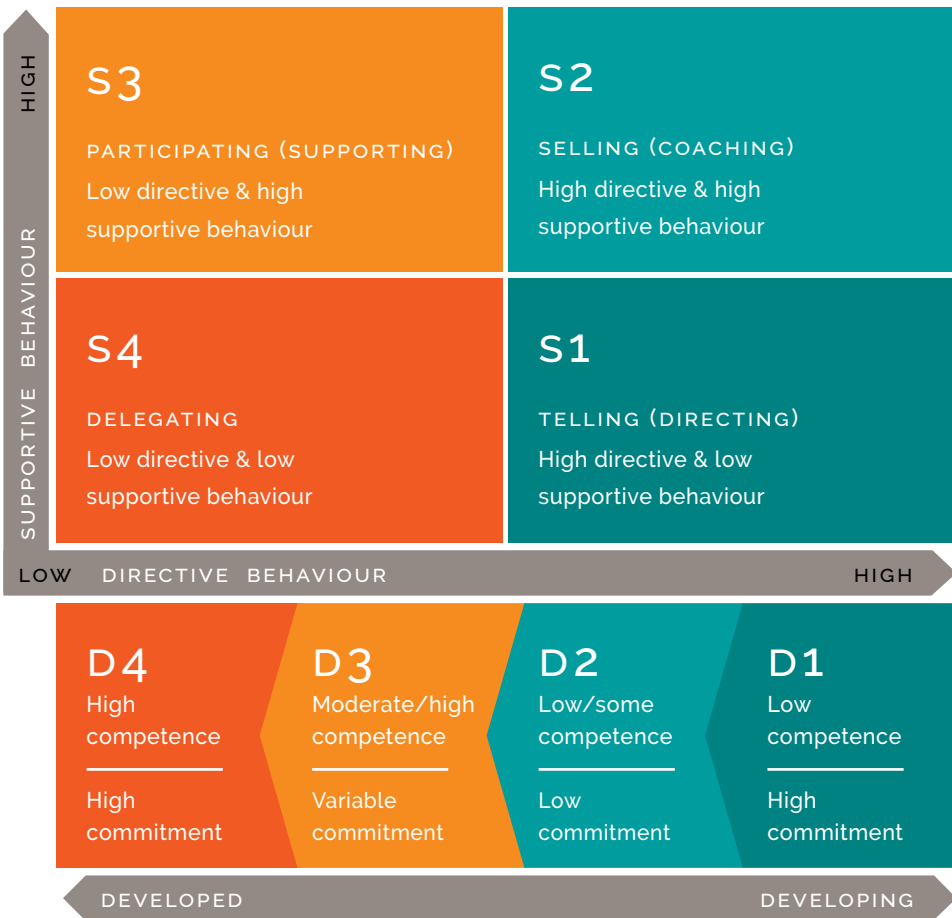 HIGH
SUPPORTIVE BEHAVIOUR
S3
PARTICIPATING (SUPPORTING)
Low directive & high
supportive behaviour
S2
SELLING (COACHING)
High directive & high
supportive behaviour
S4
DELEGATING
Low directive & low
supportive behaviour
S1
TELLING (DIRECTING)
High directive & low
supportive behaviour
LOW DIRECTIVE BEHAVIOUR HIGH
D4
High
competence
High
commitment
D3
Moderate/high
competence
Variable
commitment
D2
Low/some
competence
Low
commitment
D1
Low
competence
High
commitment
DEVELOPED DEVELOPING